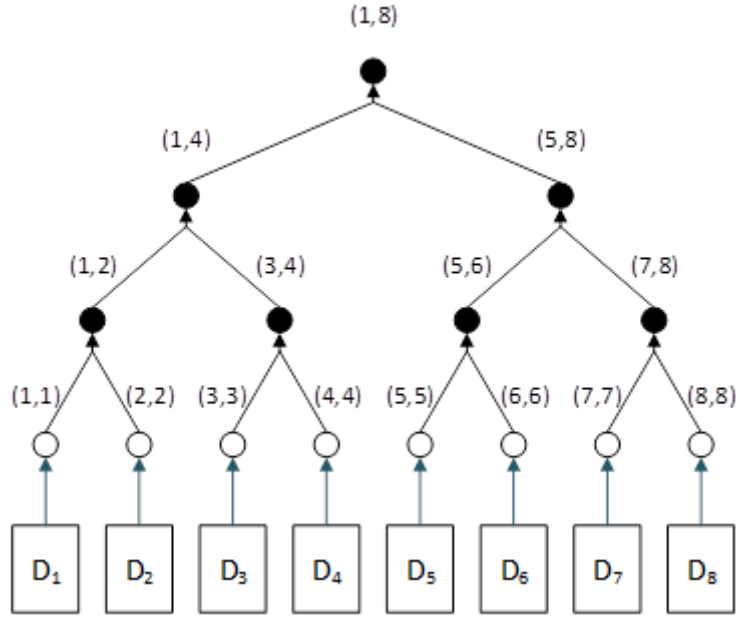 (1,8)
(1,4) (5,8)
(1,2) (3,4) (5,6) (7,8)
(1,1) (2,2) (3,3) (4,4) (5,5) (6,6) (7,7) (8,8)
D₁ D₂ D₃ D₄ D₅ D₆ D₇ D₈